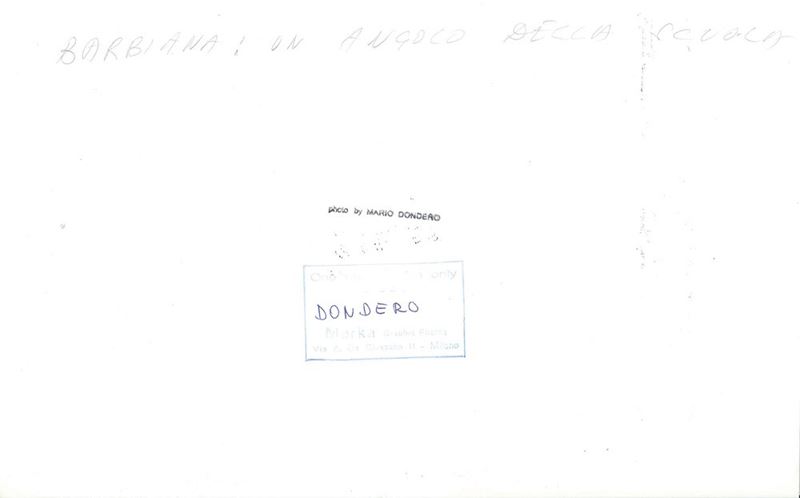 BARBIANA: UN ANGOLO DELLA SCUOLA
photo by MARIO DONDERO
only
DONDERO
Marka
Milano